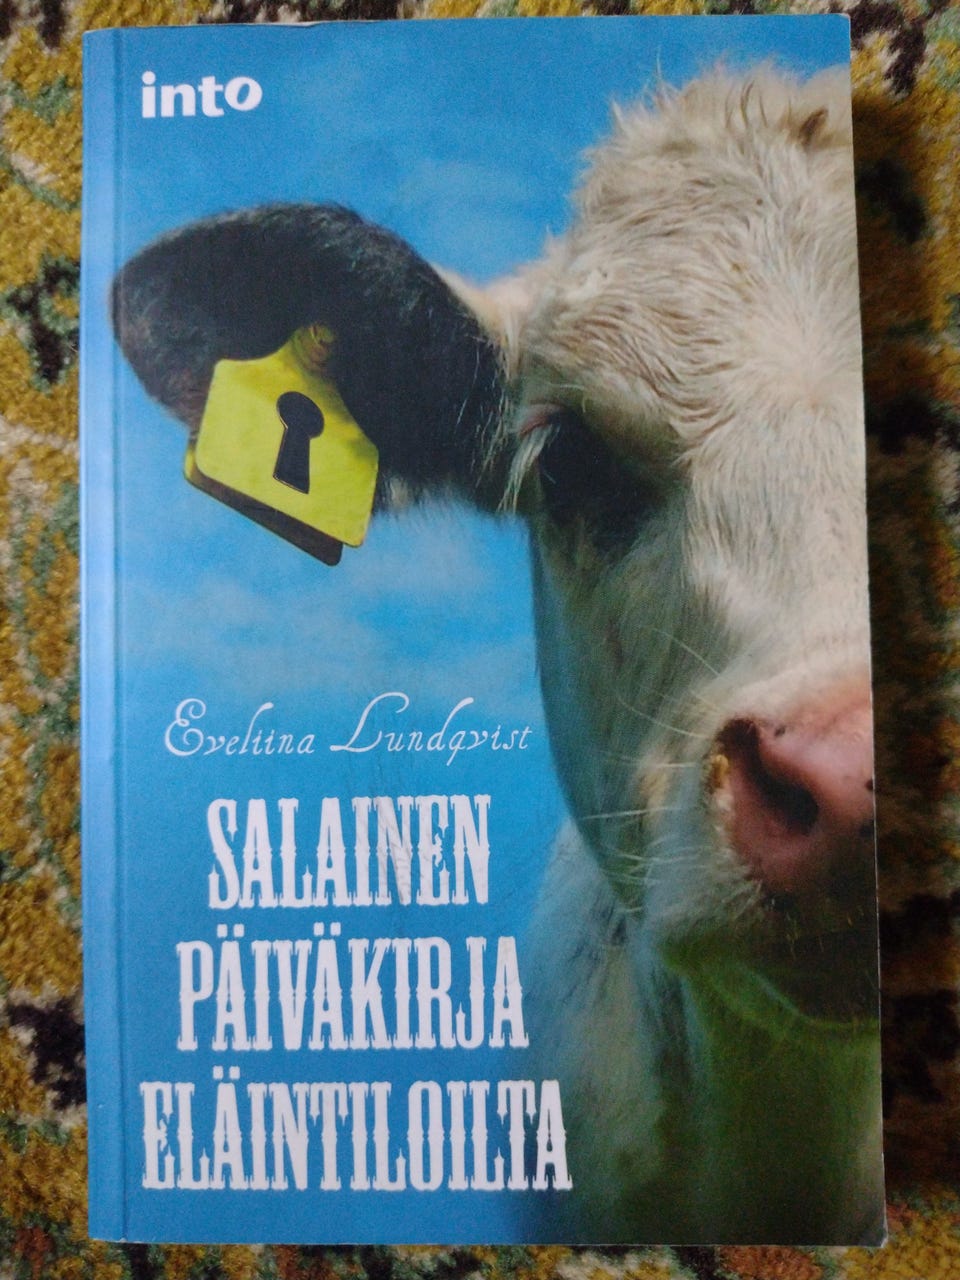 into
Eveliina Lundqvist
SALAINEN
PÄIVÄKIRJA
ELÄINTILOILTA